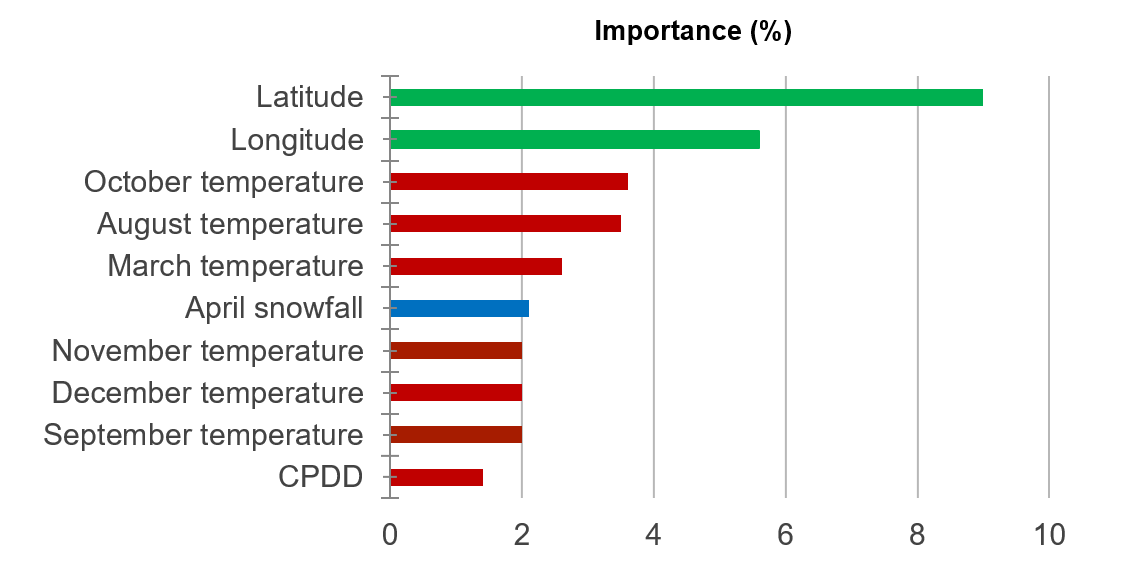 Importance (%)
Latitude
Longitude
October temperature
August temperature
March temperature
April snowfall
November temperature
December temperature
September temperature
CPDD
0 2 4 6 8 10